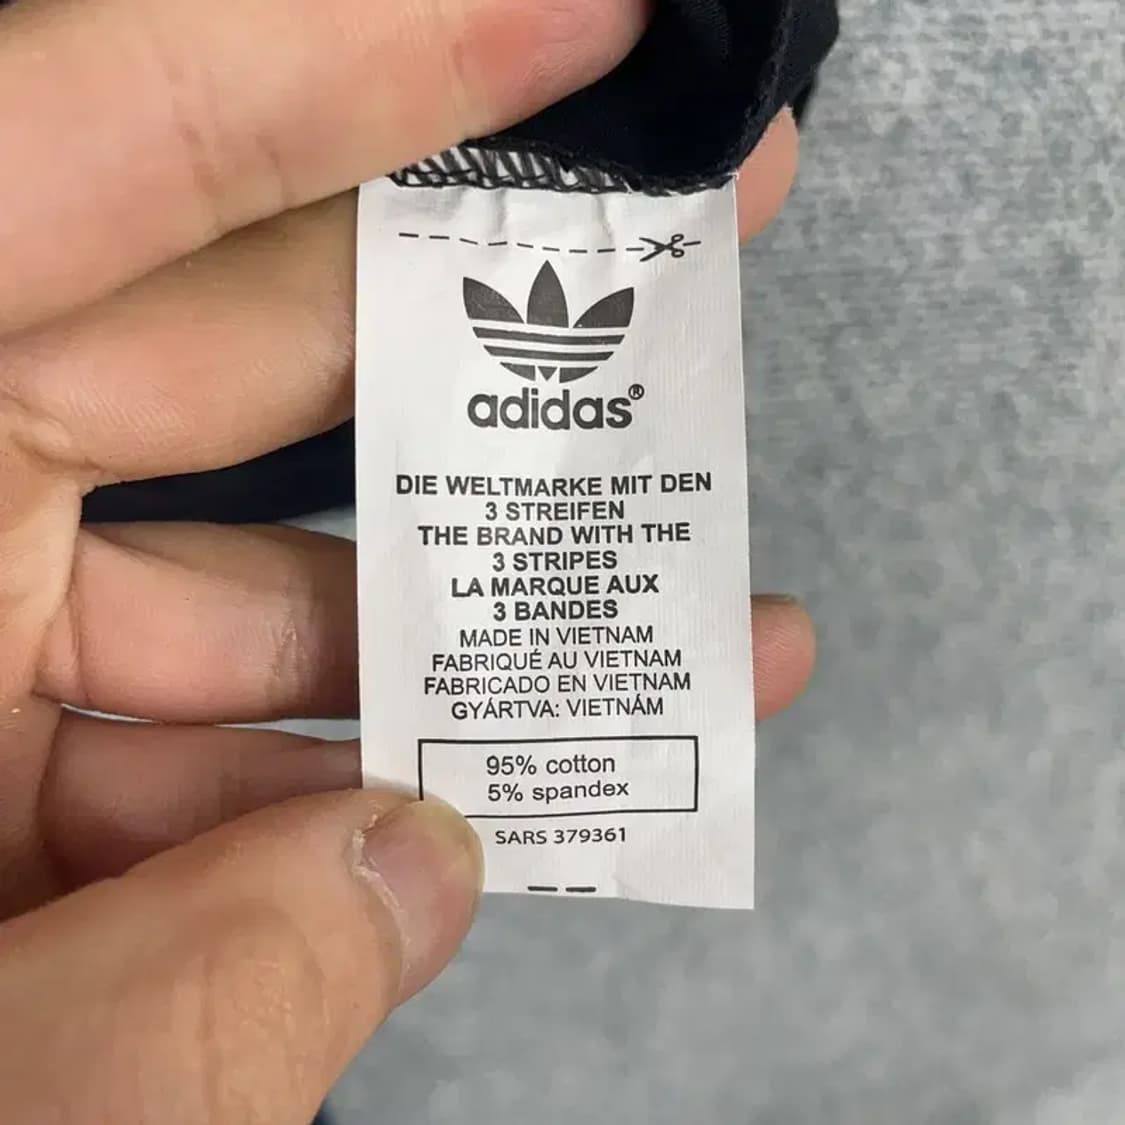 adidas®
DIE WELTMARKE MIT DEN
3 STREIFEN
THE BRAND WITH THE
3 STRIPES
LA MARQUE AUX
3 BANDES
MADE IN VIETNAM
FABRIQUÉ AU VIETNAM
FABRICADO EN VIETNAM
GYÁRTVA: VIETNÁM
95% cotton
5% spandex
SARS 379361